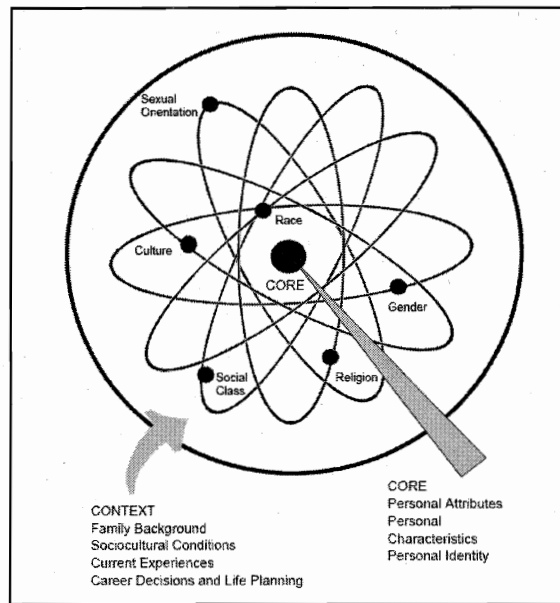 Sexual
Orientation
Race
Culture
CORE
Gender
Social
Class
Religion
CONTEXT
Family Background
Sociocultural Conditions
Current Experiences
Career Decisions and Life Planning
CORE
Personal Attributes
Personal
Characteristics
Personal Identity